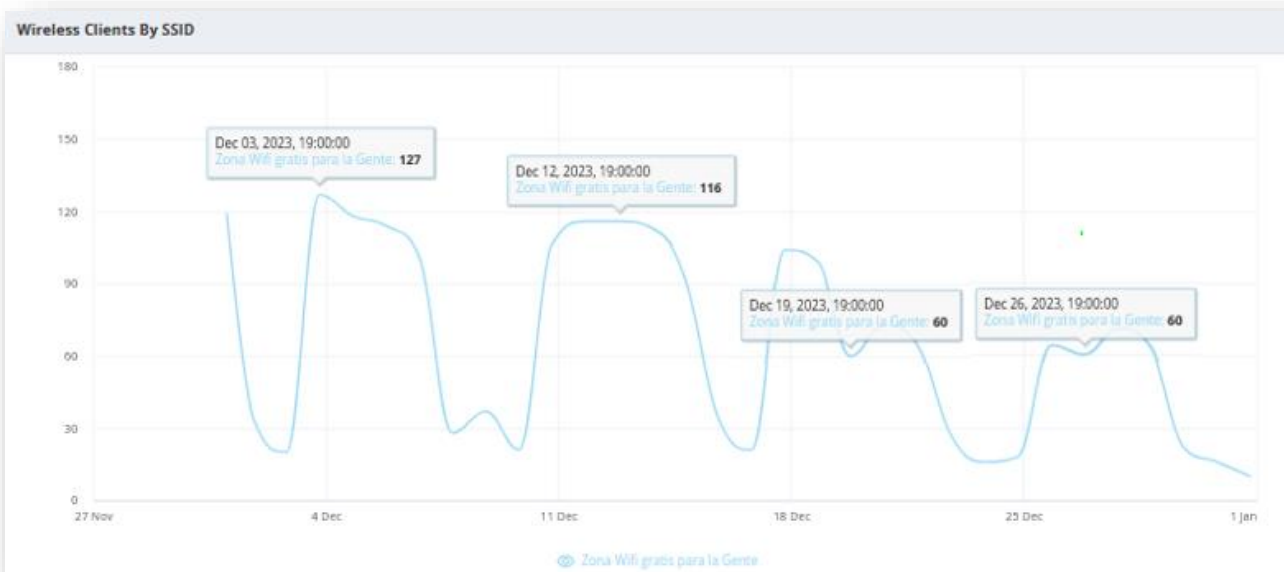 Wireless Clients By SSID
180
150
120
90
60
30
0
Dec 03, 2023, 19:00:00
Zona Wifi gratis para la Gente: 127
Dec 12, 2023, 19:00:00
Zona Wifi gratis para la Gente: 116
Dec 19, 2023, 19:00:00
Zona Wifi gratis para la Gente: 60
Dec 26, 2023, 19:00:00
Zona Wifi gratis para la Gente: 60
27 Nov
4 Dec
11 Dec
18 Dec
25 Dec
1 Jan
Zona Wifi gratis para la Gente